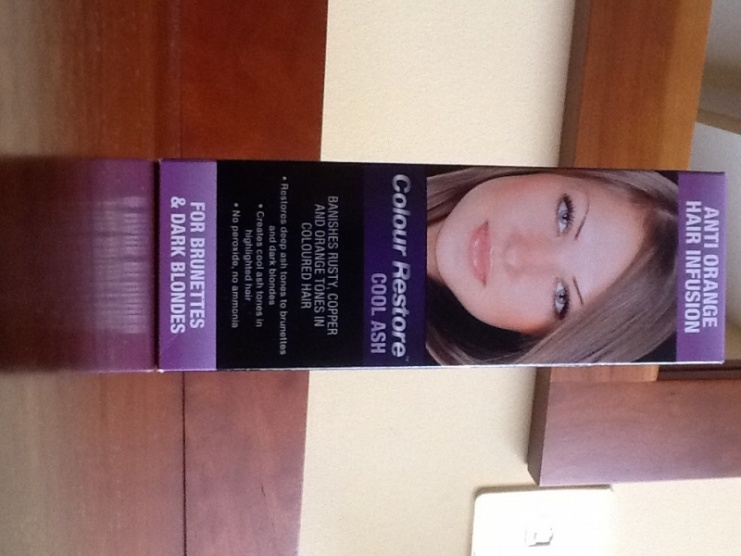 ANTI ORANGE
HAIR INFUSION
Colour Restore™
COOL ASH
BANISHES RUSTY, COPPER
AND ORANGE TONES IN
COLOURED HAIR
• Restores deep ash tones to brunettes
and dark blondes
• Creates cool ash tones in
highlighted hair
• No peroxide, no ammonia
FOR BRUNETTES
& DARK BLONDES